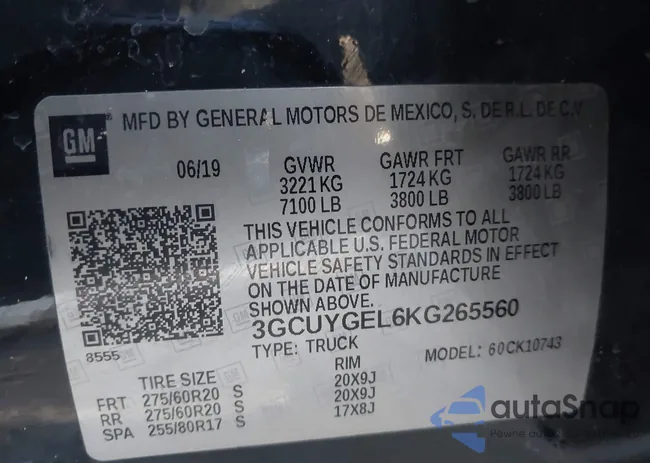 GM
MFD BY GENERAL MOTORS DE MEXICO, S. DE R.L. DE C.V
06/19 GVWR GAWR FRT GAWR RR
3221 KG 1724 KG 1724 KG
7100 LB 3800 LB 3800 LB
THIS VEHICLE CONFORMS TO ALL
APPLICABLE U.S. FEDERAL MOTOR
VEHICLE SAFETY STANDARDS IN EFFECT
ON THE DATE OF MANUFACTURE
SHOWN ABOVE.
3GCUYGEL6KG265560
8555
TYPE: TRUCK MODEL: 60CK10743
TIRE SIZE RIM
FRT 275/60R20 S 20X9J
RR 275/60R20 S 20X9J
SPA 255/80R17 S 17X8J
autoSnap